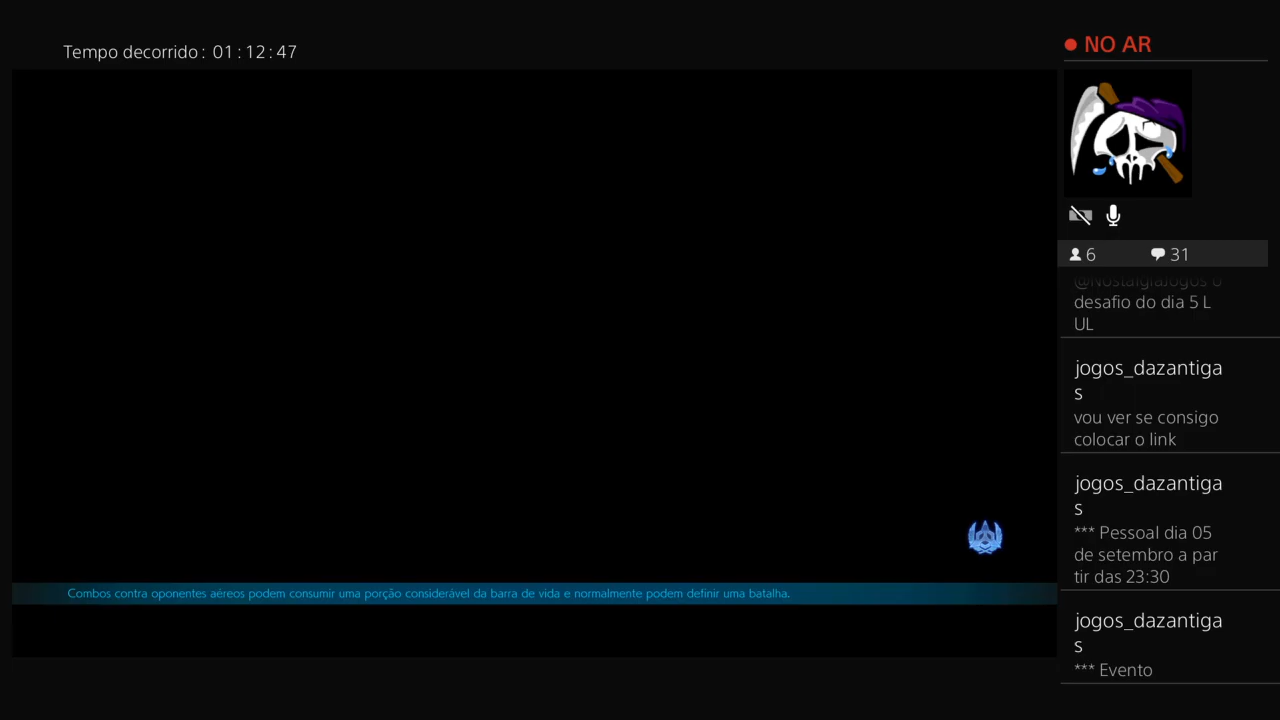 Tempo decorrido: 01:12:47
NO AR
6 31
@NostalgiaJogos o
desafio do dia 5 L
UL
jogos_dazantiga
s
vou ver se consigo
colocar o link
jogos_dazantiga
s
*** Pessoal dia 05
de setembro a par
tir das 23:30
jogos_dazantiga
s
*** Evento
Combos contra oponentes aéreos podem consumir uma porção considerável da barra de vida e normalmente podem definir uma batalha.